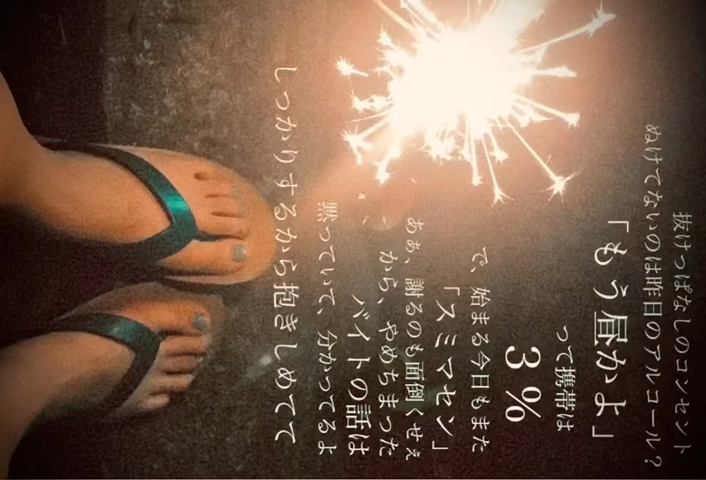 抜けっぱなしのコンセント
ぬけてないのは昨日のアルコール?
「もう昼かよ」
って携帯は
3%
で、始まる今日もまた
「スミマセン」
あぁ、謝るのも面倒くせぇ
から、やめちまった
バイトの話は
黙っていて、分かってるよ
しっかりするから抱きしめてて